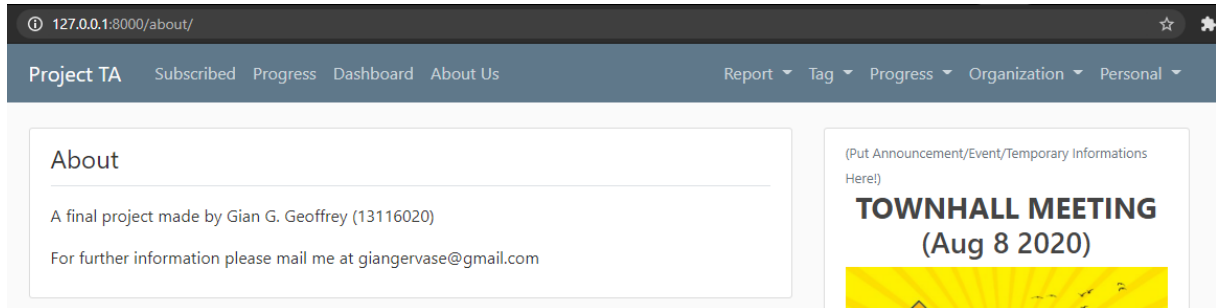 127.0.0.1:8000/about/
Project TA Subscribed Progress Dashboard About Us Report Tag Progress Organization Personal
About
A final project made by Gian G. Geoffrey (13116020)
For further information please mail me at giangervase@gmail.com
(Put Announcement/Event/Temporary Informations
Here!)
TOWNHALL MEETING
(Aug 8 2020)